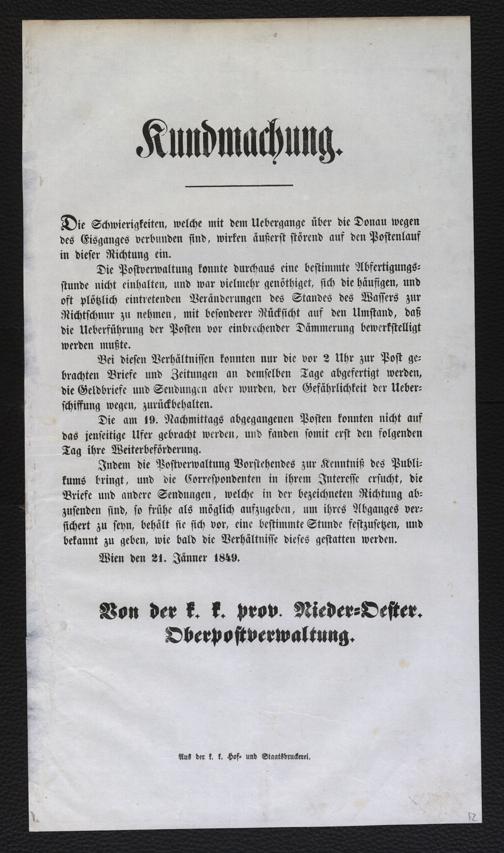 Kundmachung.
Die Schwierigkeiten, welche mit dem Uebergange über die Donau wegen
des Eisganges verbunden sind, wirken äußerst störend auf den Postenlauf
in dieser Richtung ein.
Die Postverwaltung konnte durchaus eine bestimmte Abfertigungs-
stunde nicht einhalten, und war vielmehr genöthiget, sich die häufigen, und
oft plötzlich eintretenden Veränderungen des Standes des Wassers zur
Richtschnur zu nehmen, mit besonderer Rücksicht auf den Umstand, daß
die Ueberführung der Posten vor einbrechender Dämmerung bewerkstelligt
werden mußte.
Bei diesen Verhältnissen konnten nur die vor 2 Uhr zur Post ge-
brachten Briefe und Zeitungen an demselben Tage abgefertigt werden,
die Geldbriefe und Sendungen aber wurden, der Gefährlichkeit der Ueber-
schiffung wegen, zurückbehalten.
Die am 19. Nachmittags abgegangenen Posten konnten nicht auf
das jenseitige Ufer gebracht werden, und fanden somit erst den folgenden
Tag ihre Weiterbeförderung.
Indem die Postverwaltung Vorstehendes zur Kenntniß des Publi-
kums bringt, und die Correspondenten in ihrem Interesse ersucht, die
Briefe und andere Sendungen, welche in der bezeichneten Richtung ab-
zusenden sind, so frühe als möglich aufzugeben, um ihres Abganges ver-
sichert zu seyn, behält sie sich vor, eine bestimmte Stunde festzusetzen, und
bekannt zu geben, wie bald die Verhältnisse dieses gestatten werden.
Wien den 21. Jänner 1849.
Von der k. k. prov. Nieder-Oester.
Oberpostverwaltung.
Aus der k. k. Hof- und Staatsdruckerei.
12